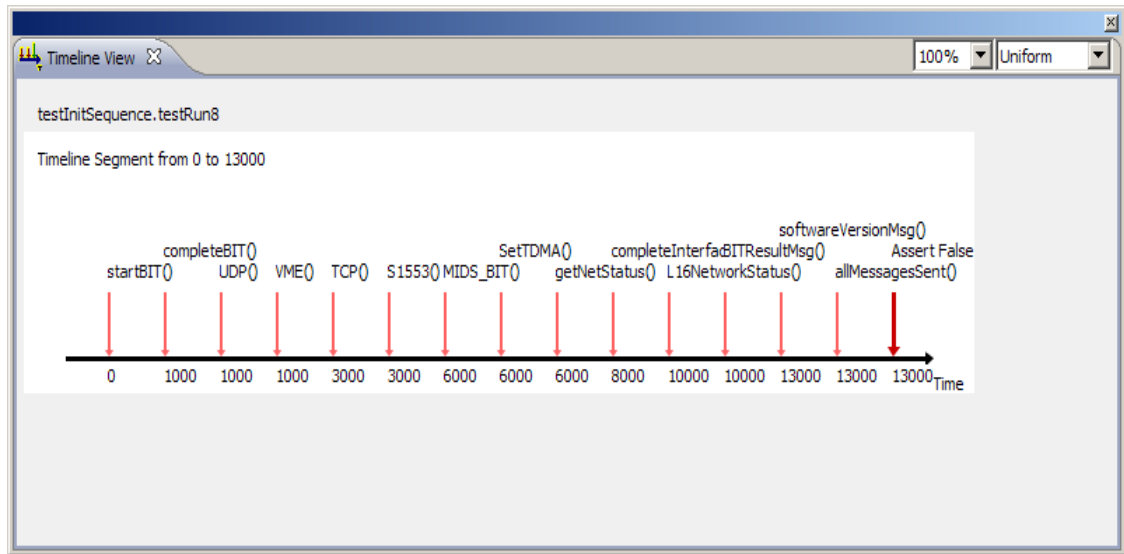 Timeline View
100% Uniform
testInitSequence.testRun8
Timeline Segment from 0 to 13000
softwareVersionMsg()
completeBIT() SetTDMA() completeInterfacBITResultMsg() Assert False
startBIT() UDP() VME() TCP() S1553() MIDS_BIT() getNetStatus() L16NetworkStatus() allMessagesSent()
0 1000 1000 1000 3000 3000 6000 6000 6000 8000 10000 10000 13000 13000 13000 Time